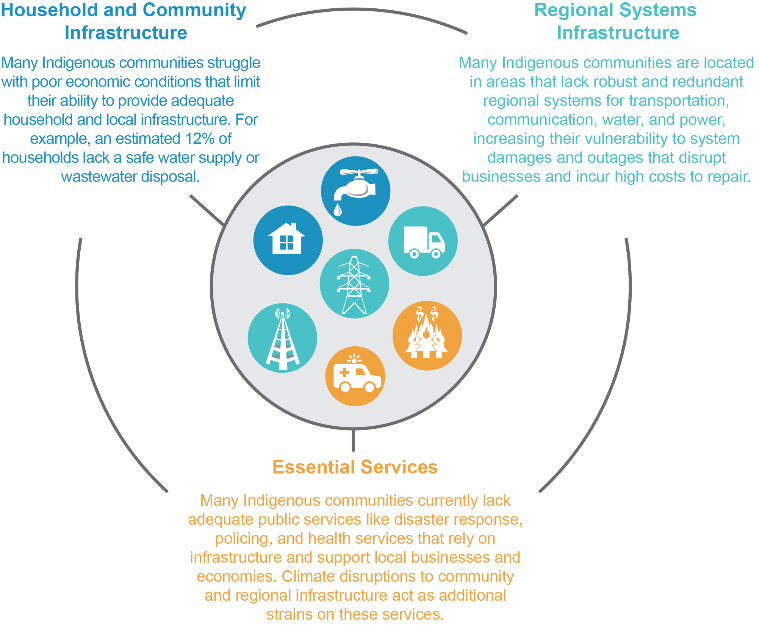 Household and Community
Infrastructure
Many Indigenous communities struggle
with poor economic conditions that limit
their ability to provide adequate
household and local infrastructure. For
example, an estimated 12% of
households lack a safe water supply or
wastewater disposal.
Regional Systems
Infrastructure
Many Indigenous communities are located
in areas that lack robust and redundant
regional systems for transportation,
communication, water, and power,
increasing their vulnerability to system
damages and outages that disrupt
businesses and incur high costs to repair.
Essential Services
Many Indigenous communities currently lack
adequate public services like disaster response,
policing, and health services that rely on
infrastructure and support local businesses and
economies. Climate disruptions to community
and regional infrastructure act as additional
strains on these services.